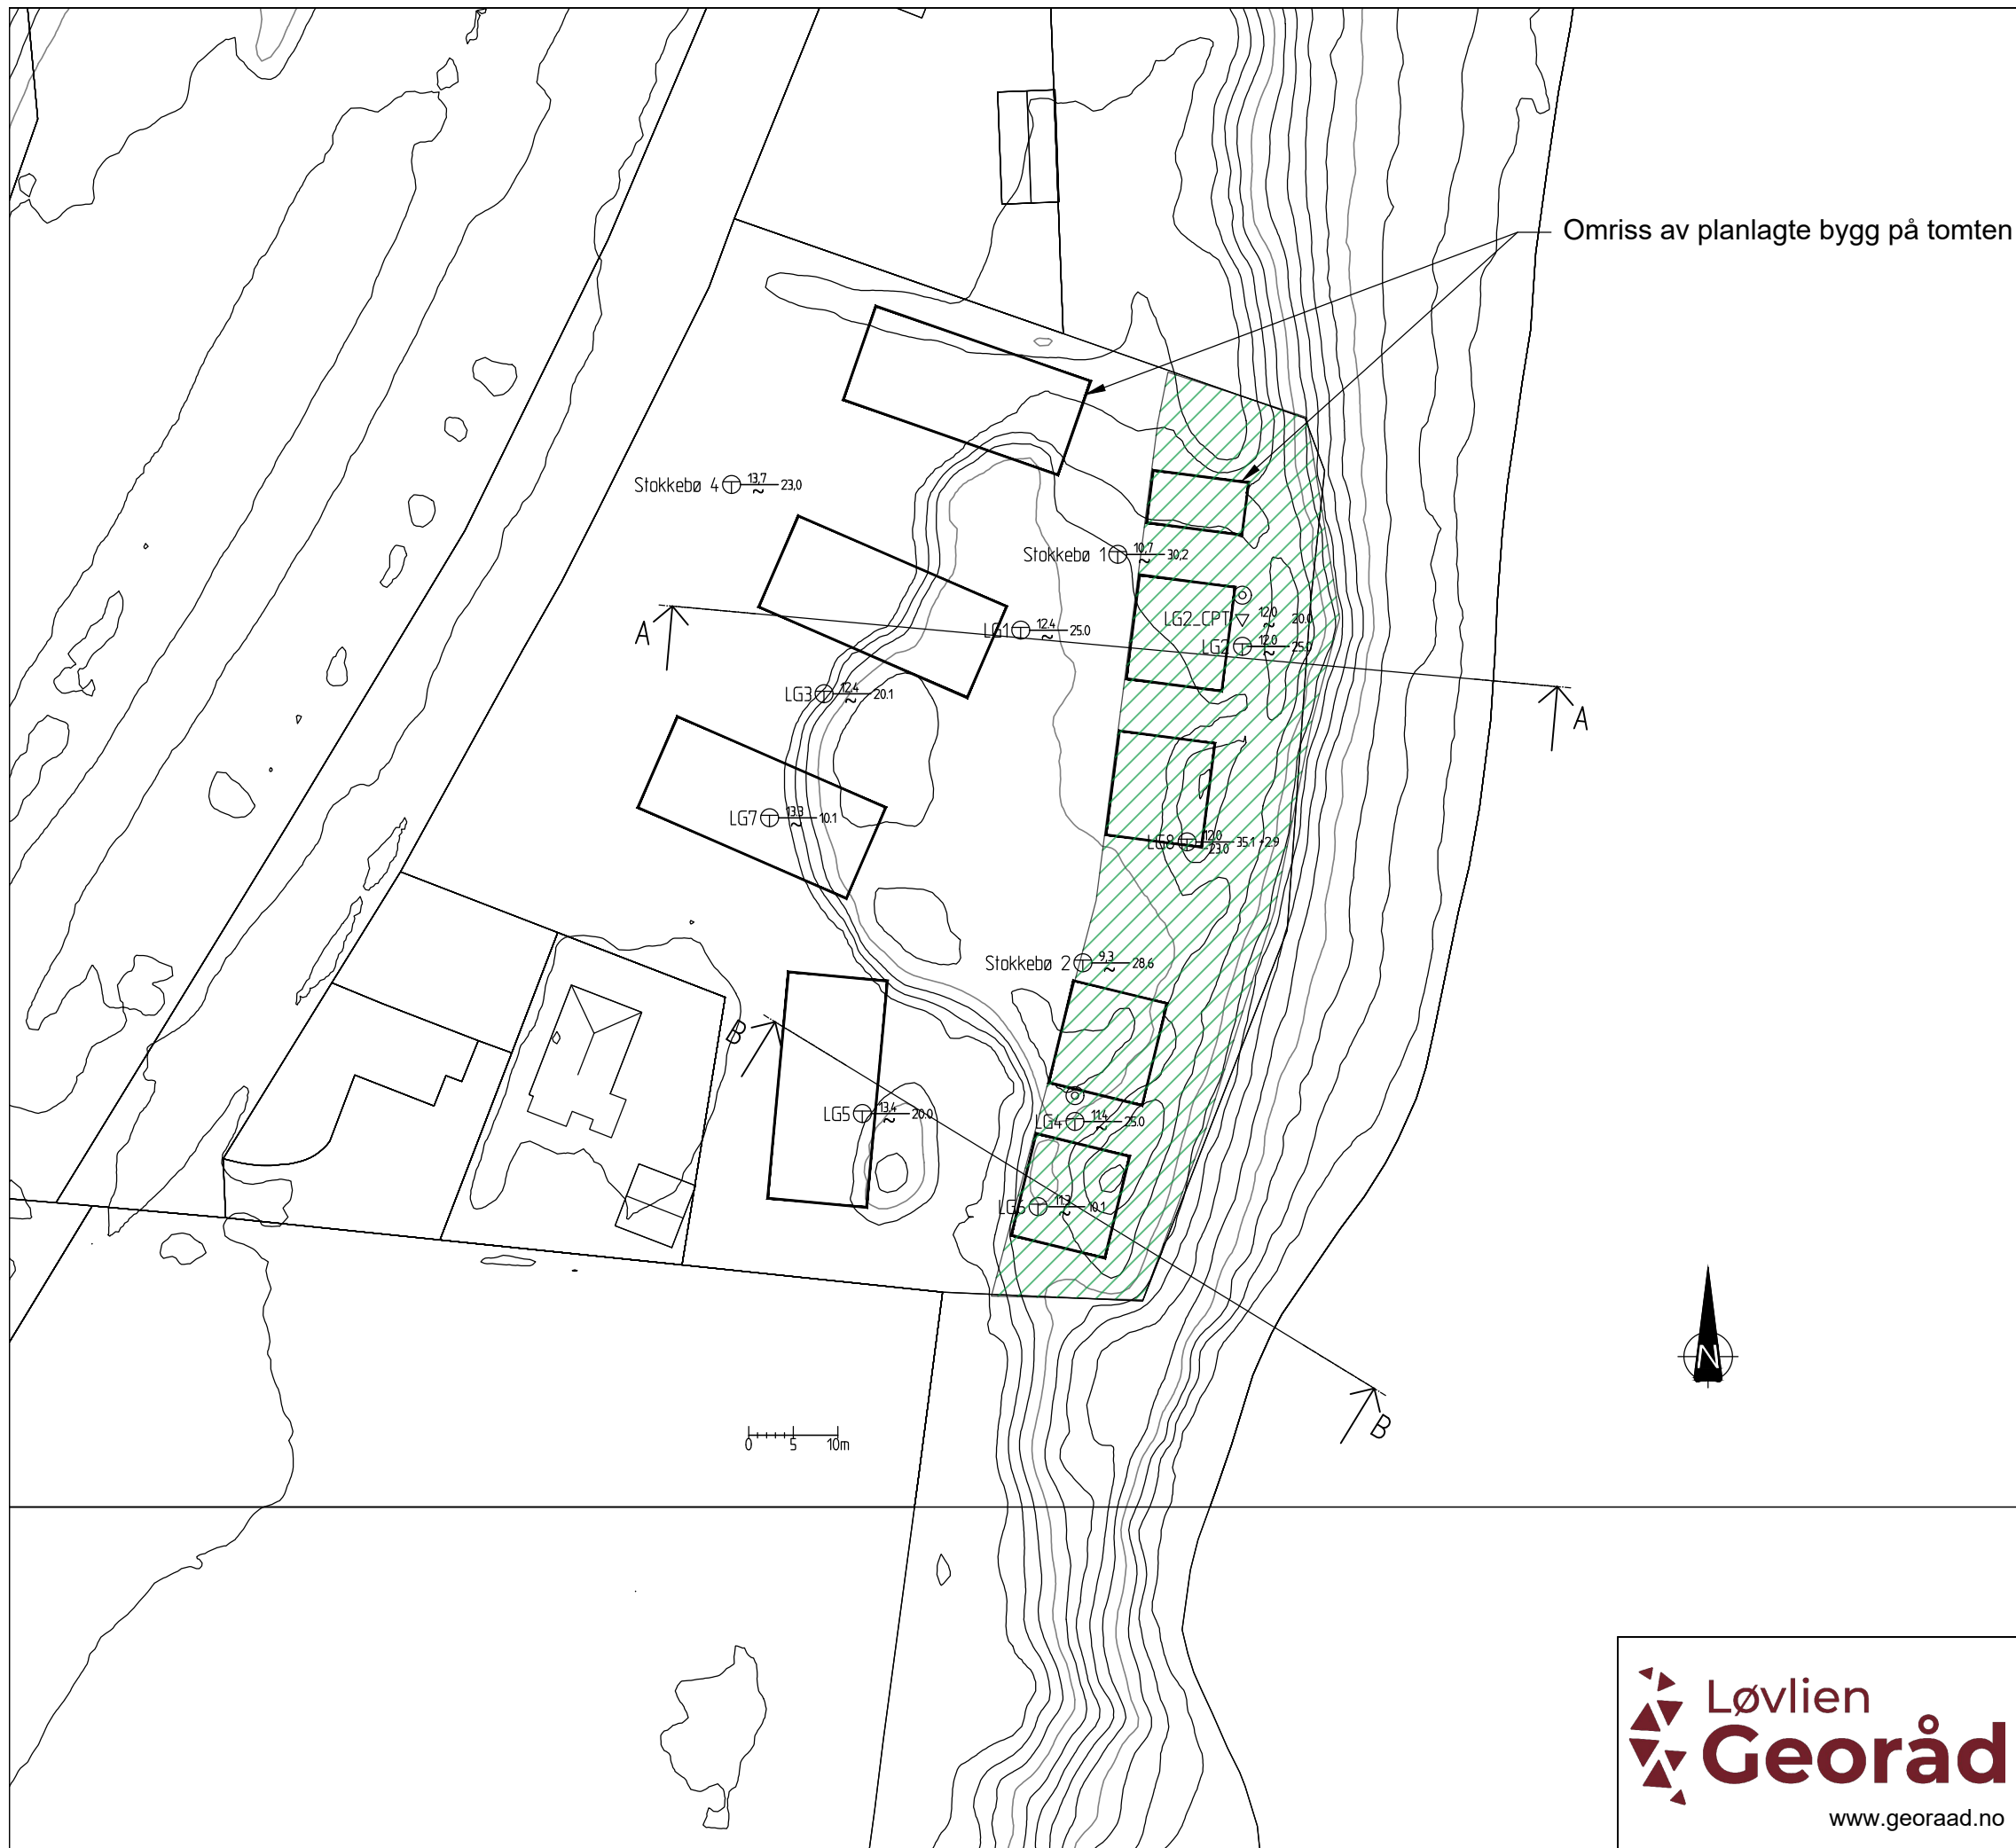 Omriss av planlagte bygg på tomten
Stokkebø 4 13,7 ~ 23,0
Stokkebø 1 10,7 ~ 30,2
A
LG1 12.4 ~ 25.0
LG2_CPT 12.0 ~ 20.0
LG2 12.0 ~ 25.0
LG3 12.4 ~ 20.1
A
LG7 13.3 ~ 10.1
LG8 12.0 -23.0 35.1 +2.9
Stokkebø 2 9,3 ~ 28,6
B
LG5 13.4 ~ 20.0
LG4 11.4 ~ 25.0
LG6 11.3 ~ 10.1
N
B
0 5 10m
Løvlien
Georåd
www.georaad.no